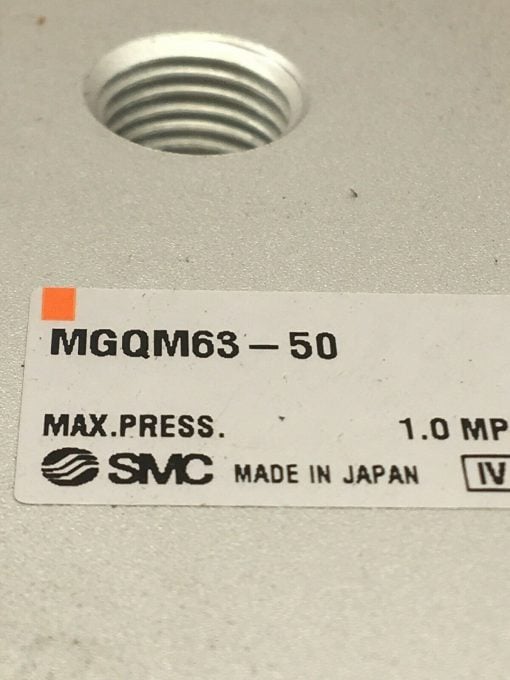 MGQM63-50
MAX.PRESS. 1.0 MP
SMC MADE IN JAPAN IV